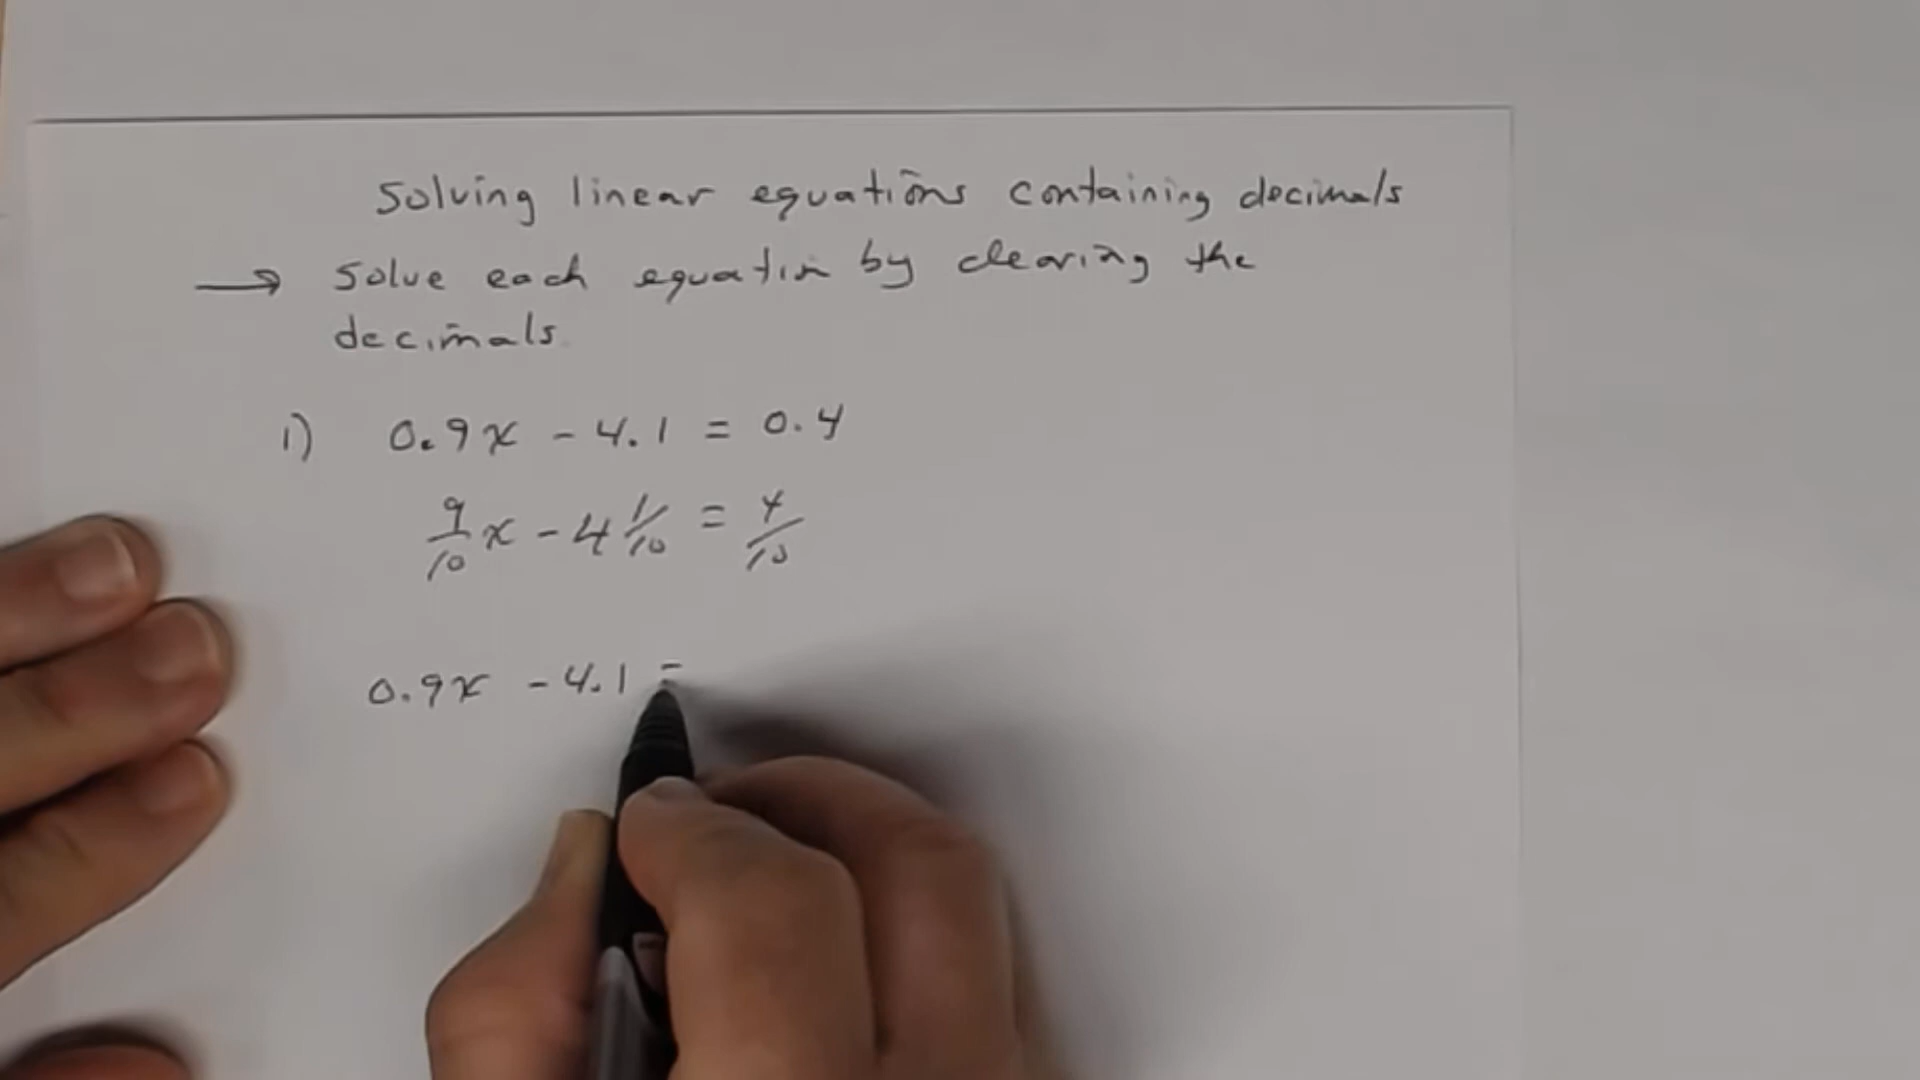 Solving linear equations containing decimals
→ Solve each equation by clearing the
decimals.
1) 0.9x - 4.1 = 0.4
9/10 x - 4 1/10 = 4/10
0.9x - 4.1 =